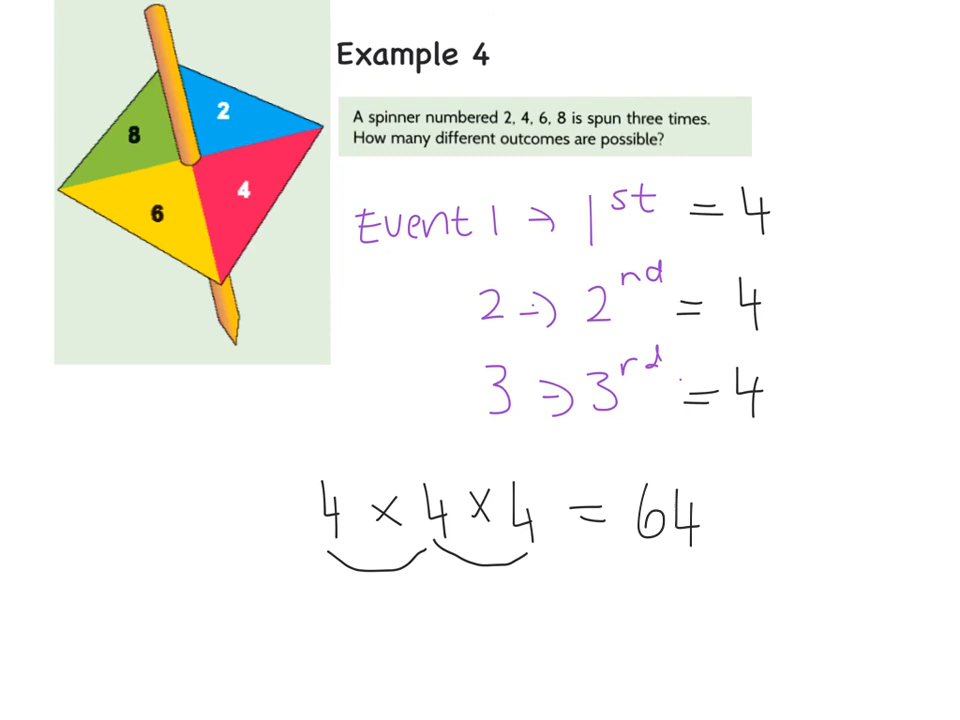 Example 4
A spinner numbered 2, 4, 6, 8 is spun three times.
How many different outcomes are possible?
2
8
4
6
Event 1 ⇒ 1st = 4
2 ⇒ 2nd = 4
3 ⇒ 3rd = 4
4 × 4 × 4 = 64